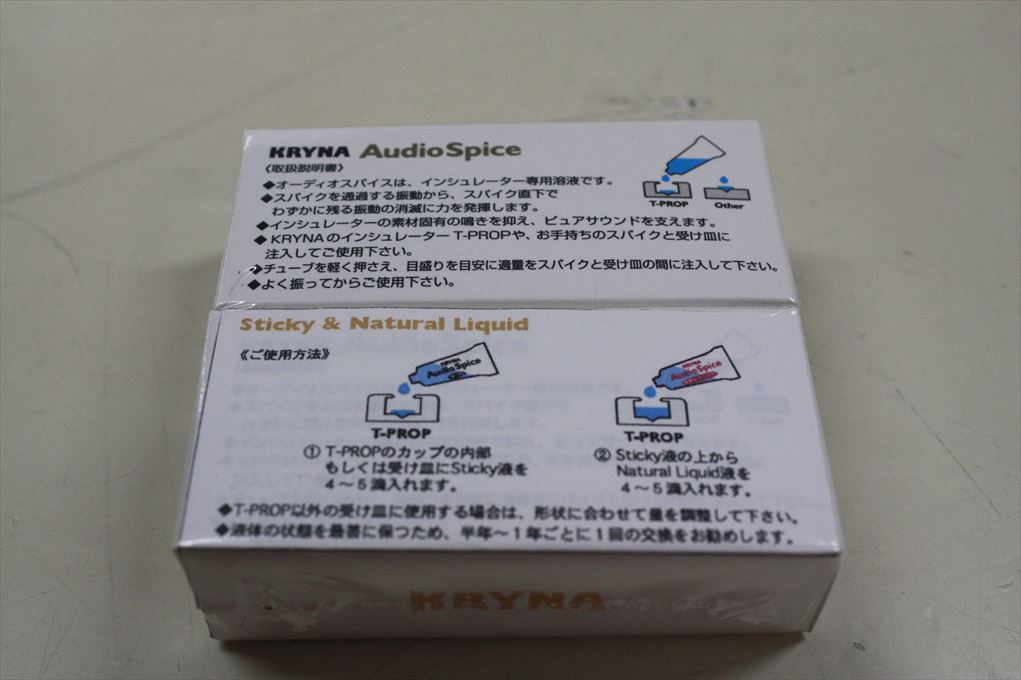 KRYNA AudioSpice
《取扱説明書》
◆オーディオスパイスは、インシュレーター専用溶液です。
◆スパイクを通過する振動から、スパイク直下で
わずかに残る振動の消滅に力を発揮します。
◆インシュレーターの素材固有の鳴きを抑え、ピュアサウンドを支えます。
◆KRYNAのインシュレーターT-PROPや、お手持ちのスパイクと受け皿に
注入してご使用下さい。
◆チューブを軽く押さえ、目盛りを目安に適量をスパイクと受け皿の間に注入して下さい。
◆よく振ってからご使用下さい。
T-PROP
Other
Sticky & Natural Liquid
《ご使用方法》
KRYNA
AudioSpice
T-PROP
① T-PROPのカップの内部
もしくは受け皿にSticky液を
4～5滴入れます。
KRYNA
AudioSpice
T-PROP
② Sticky液の上から
Natural Liquid液を
4～5滴入れます。
◆T-PROP以外の受け皿に使用する場合は、形状に合わせて量を調整して下さい。
◆液体の状態を最善に保つため、半年～1年ごとに1回の交換をお勧めします。
KRYNA